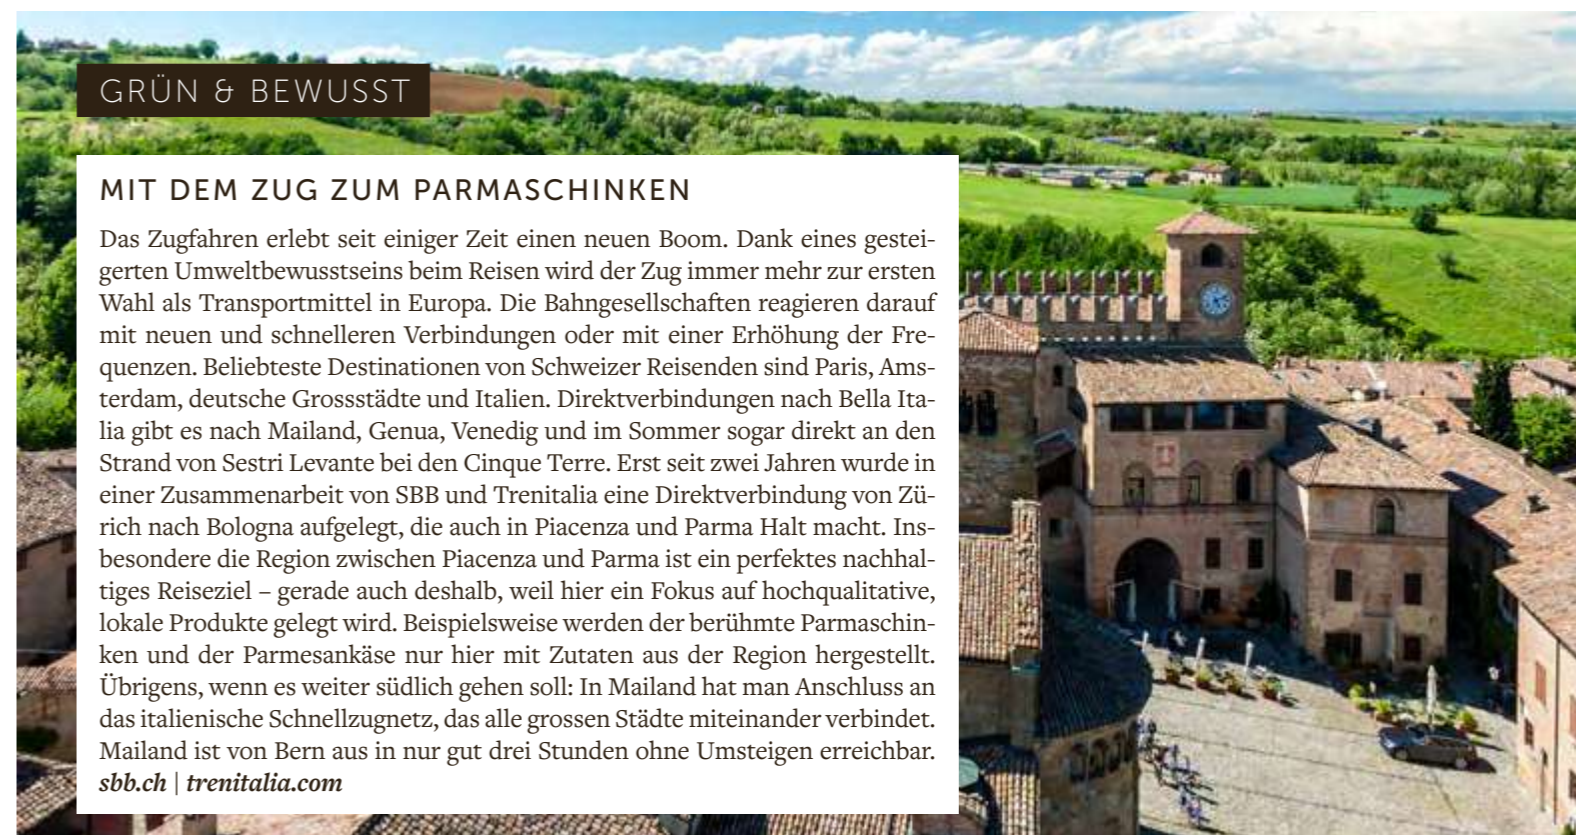 GRÜN & BEWUSST
MIT DEM ZUG ZUM PARMASCHINKEN
Das Zugfahren erlebt seit einiger Zeit einen neuen Boom. Dank eines gestei-
gerten Umweltbewusstseins beim Reisen wird der Zug immer mehr zur ersten
Wahl als Transportmittel in Europa. Die Bahngesellschaften reagieren darauf
mit neuen und schnelleren Verbindungen oder mit einer Erhöhung der Fre-
quenzen. Beliebteste Destinationen von Schweizer Reisenden sind Paris, Ams-
terdam, deutsche Grossstädte und Italien. Direktverbindungen nach Bella Ita-
lia gibt es nach Mailand, Genua, Venedig und im Sommer sogar direkt an den
Strand von Sestri Levante bei den Cinque Terre. Erst seit zwei Jahren wurde in
einer Zusammenarbeit von SBB und Trenitalia eine Direktverbindung von Zü-
rich nach Bologna aufgelegt, die auch in Piacenza und Parma Halt macht. Ins-
besondere die Region zwischen Piacenza und Parma ist ein perfektes nachhal-
tiges Reiseziel – gerade auch deshalb, weil hier ein Fokus auf hochqualitative,
lokale Produkte gelegt wird. Beispielsweise werden der berühmte Parmaschin-
ken und der Parmesankäse nur hier mit Zutaten aus der Region hergestellt.
Übrigens, wenn es weiter südlich gehen soll: In Mailand hat man Anschluss an
das italienische Schnellzugnetz, das alle grossen Städte miteinander verbindet.
Mailand ist von Bern aus in nur gut drei Stunden ohne Umsteigen erreichbar.
sbb.ch | trenitalia.com